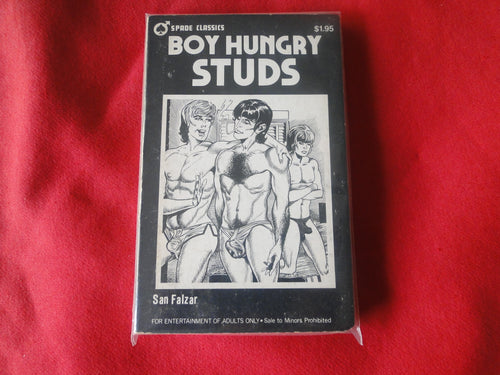 SPADE CLASSICS
$1.95
BOY HUNGRY
STUDS
San Falzar
FOR ENTERTAINMENT OF ADULTS ONLY • Sale to Minors Prohibited